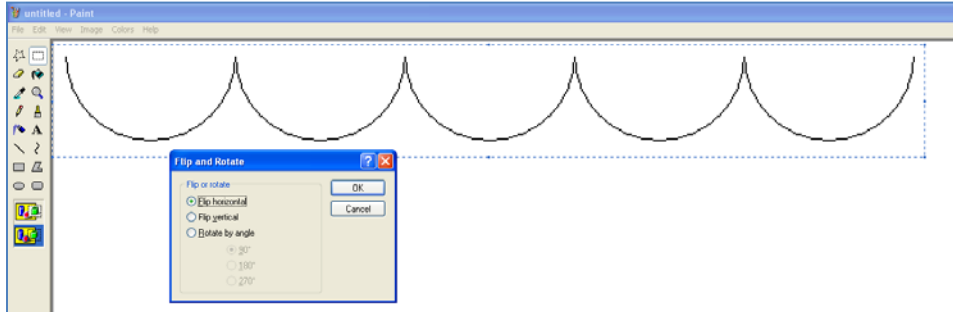 untitled - Paint
File Edit View Image Colors Help
A
Flip and Rotate
Flip or rotate
Flip horizontal
Flip vertical
Rotate by angle
90°
180°
270°
OK
Cancel